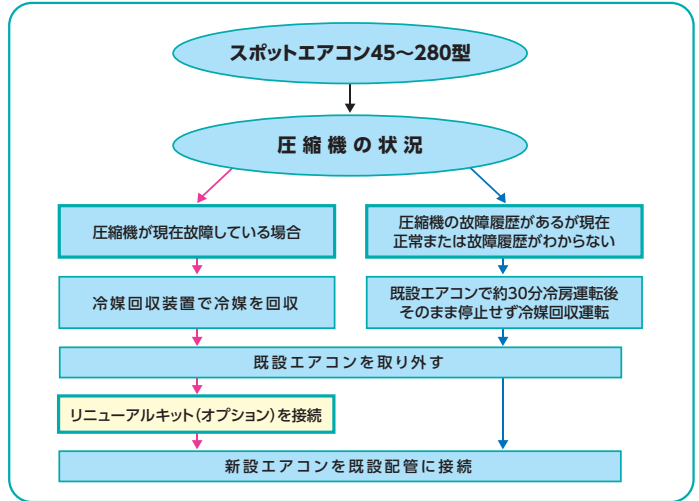 スポットエアコン45〜280型
圧縮機の状況
圧縮機が現在故障している場合
圧縮機の故障履歴があるが現在
正常または故障履歴がわからない
冷媒回収装置で冷媒を回収
既設エアコンで約30分冷房運転後
そのまま停止せず冷媒回収運転
既設エアコンを取り外す
リニューアルキット(オプション)を接続
新設エアコンを既設配管に接続